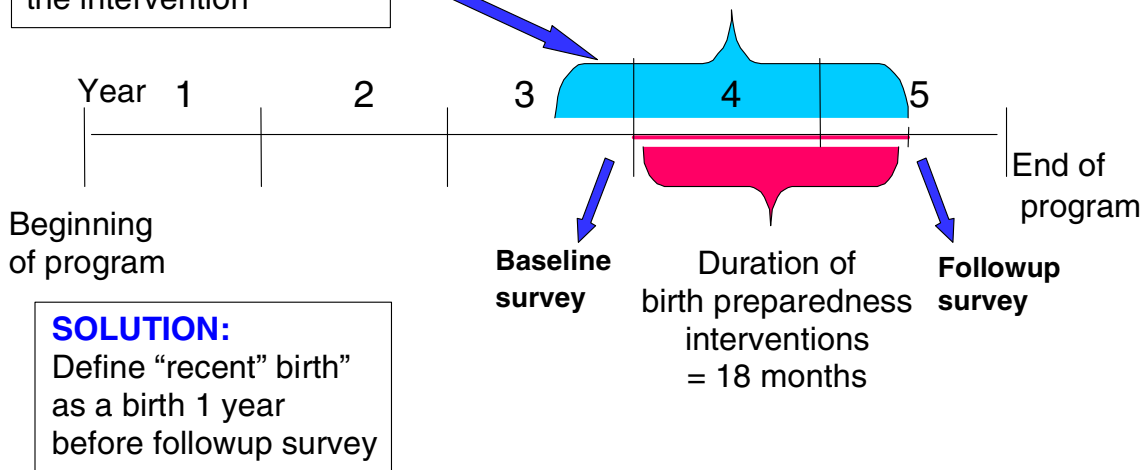 the intervention
Year 1 2 3 4 5
Beginning
of program
End of
program
Baseline
survey
Duration of
birth preparedness
interventions
= 18 months
Followup
survey
SOLUTION:
Define “recent” birth”
as a birth 1 year
before followup survey